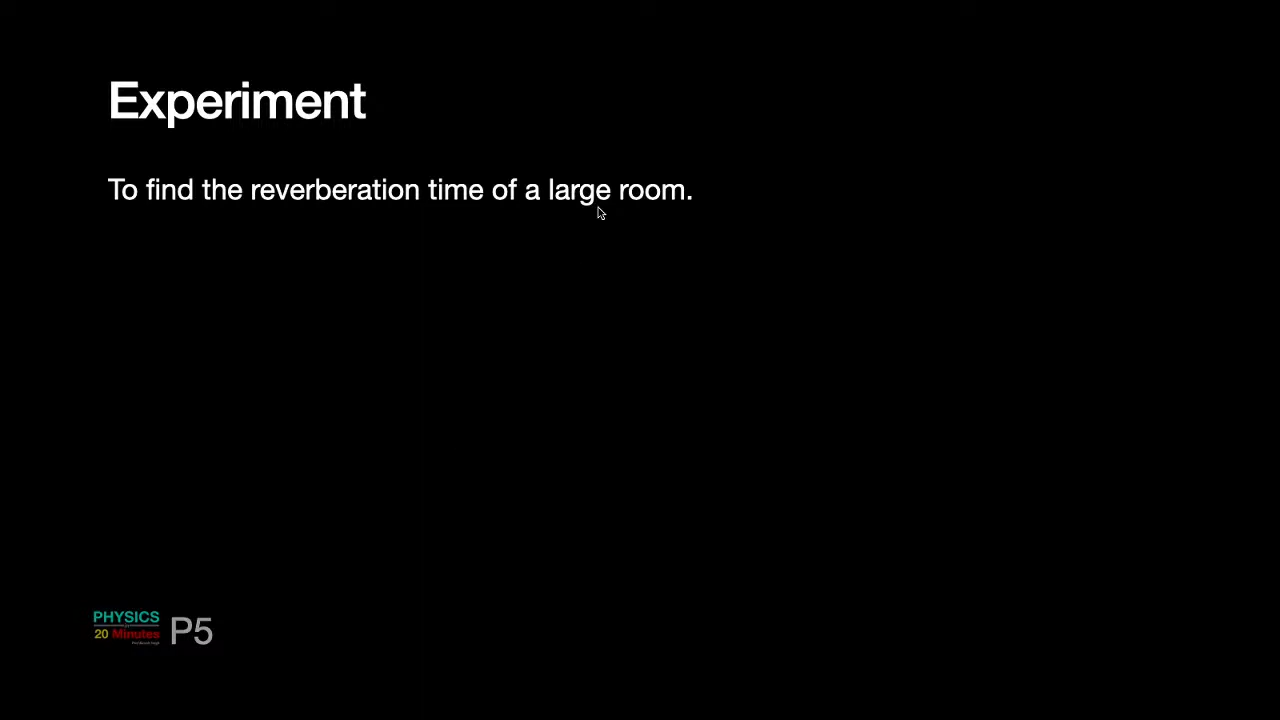 Experiment
To find the reverberation time of a large room.
PHYSICS
20 Minutes
P5